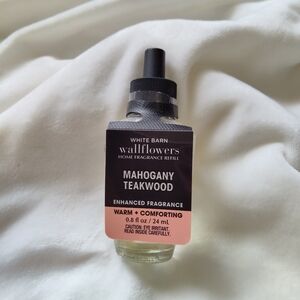 WHITE BARN
wallflowers
HOME FRAGRANCE REFILL
MAHOGANY
TEAKWOOD
ENHANCED FRAGRANCE
WARM + COMFORTING
0.8 fl oz / 24 mL
CAUTION: EYE IRRITANT.
READ INSIDE CAREFULLY.